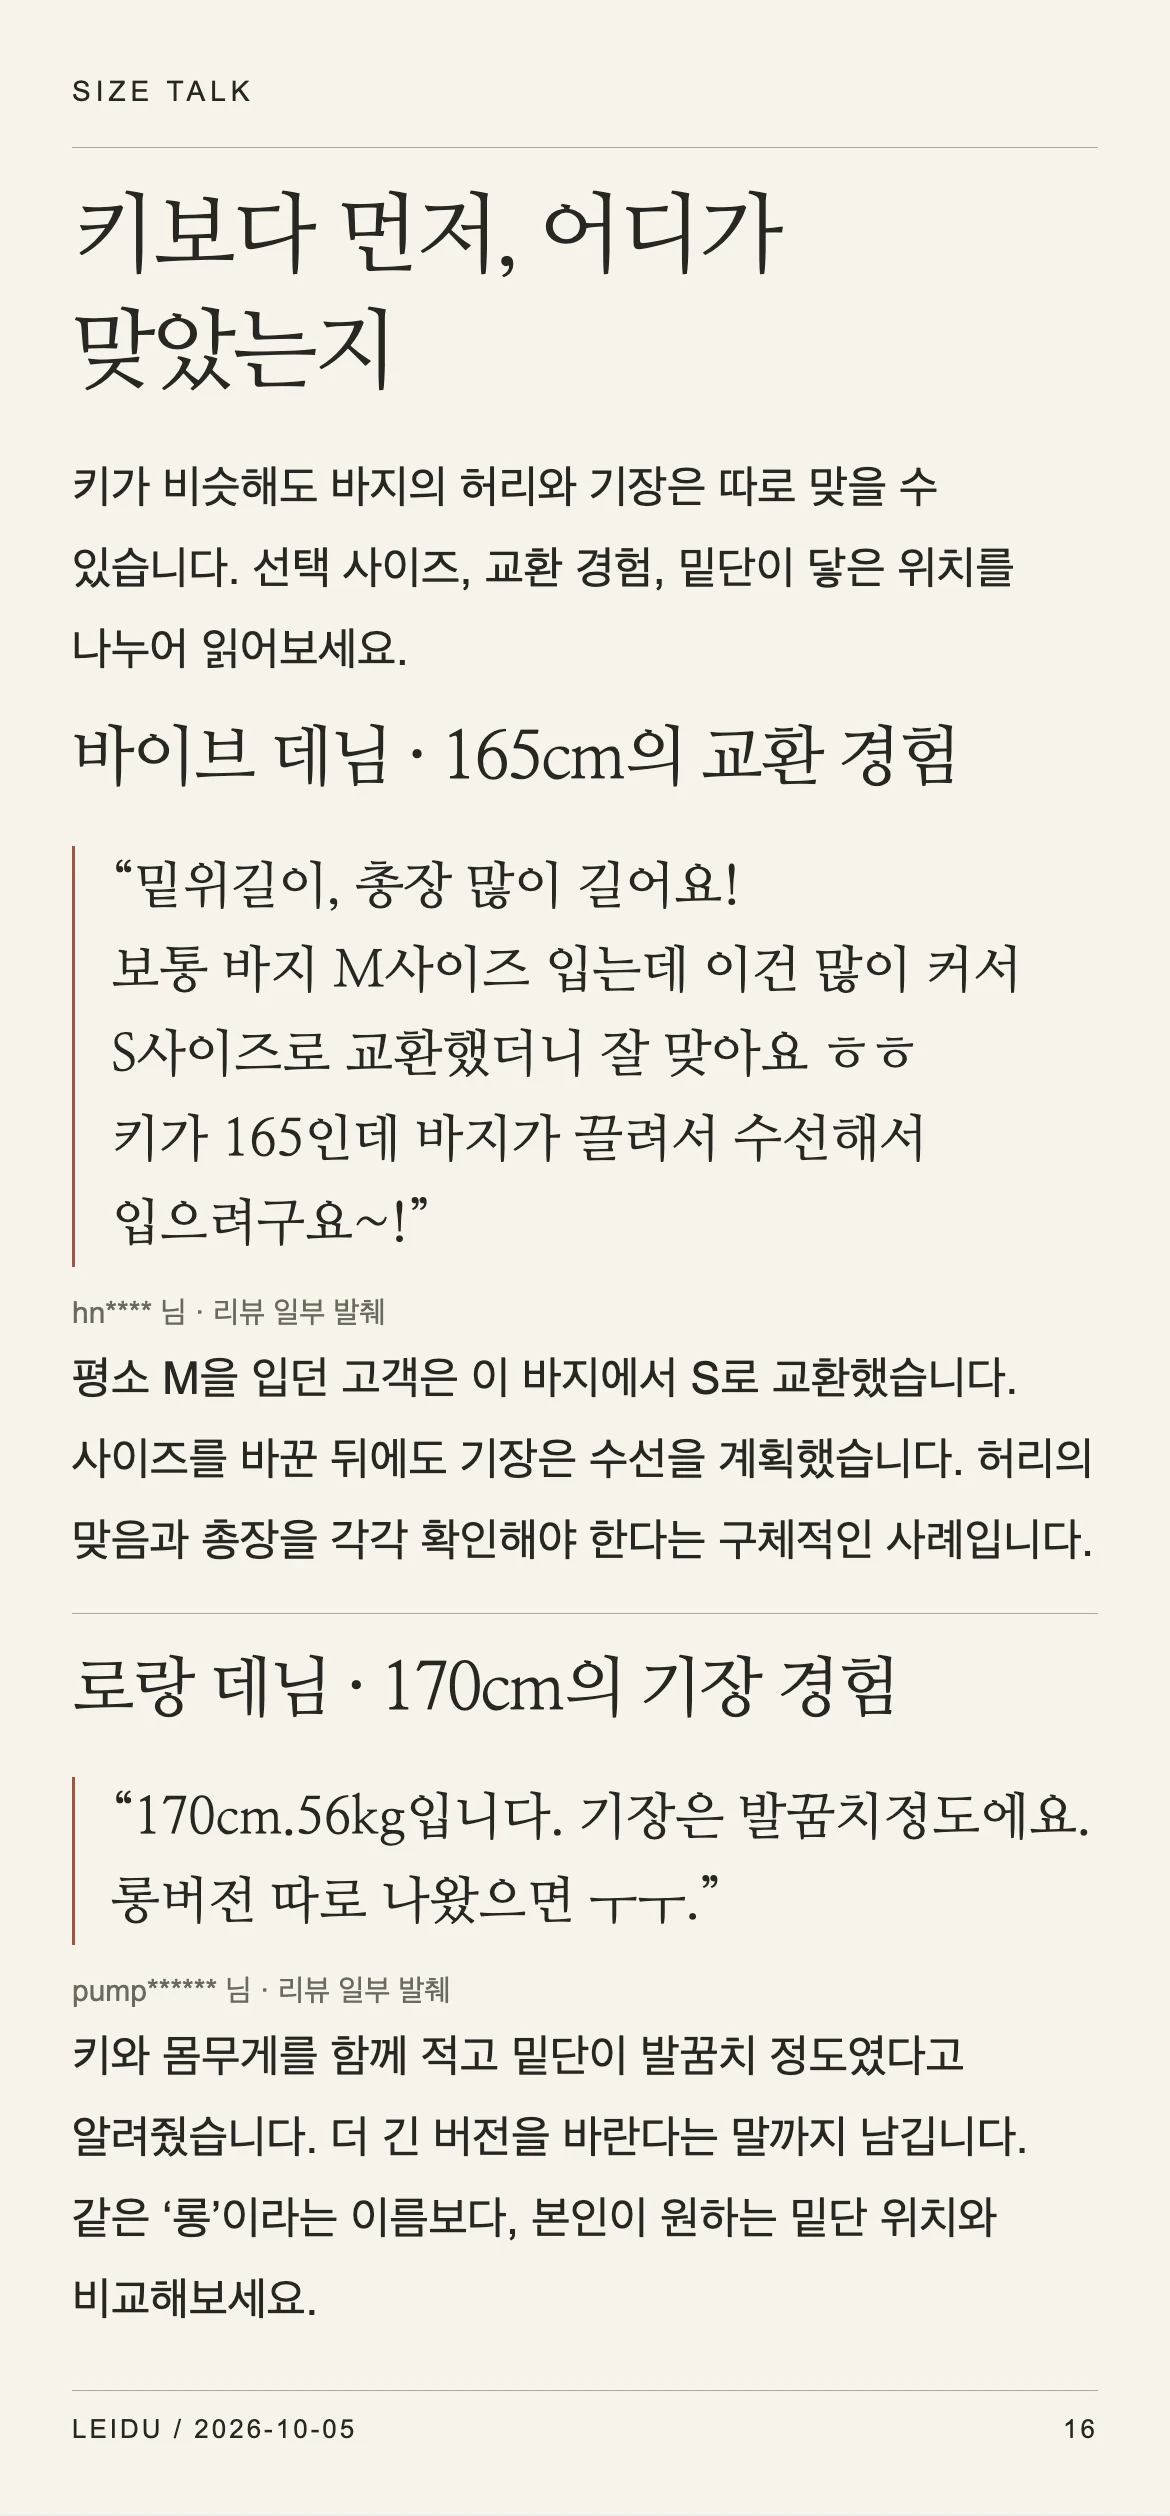 SIZE TALK
키보다 먼저, 어디가
맞았는지
키가 비슷해도 바지의 허리와 기장은 따로 맞을 수
있습니다. 선택 사이즈, 교환 경험, 밑단이 닿은 위치를
나누어 읽어보세요.
바이브 데님 · 165cm의 교환 경험
“밑위길이, 총장 많이 길어요!
보통 바지 M사이즈 입는데 이건 많이 커서
S사이즈로 교환했더니 잘 맞아요 ㅎㅎ
키가 165인데 바지가 끌려서 수선해서
입으려구요~!”
hn**** 님 · 리뷰 일부 발췌
평소 M을 입던 고객은 이 바지에서 S로 교환했습니다.
사이즈를 바꾼 뒤에도 기장은 수선을 계획했습니다. 허리의
맞음과 총장을 각각 확인해야 한다는 구체적인 사례입니다.
로랑 데님 · 170cm의 기장 경험
“170cm.56kg입니다. 기장은 발꿈치정도에요.
롱버전 따로 나왔으면 ㅜㅜ.”
pump****** 님 · 리뷰 일부 발췌
키와 몸무게를 함께 적고 밑단이 발꿈치 정도였다고
알려줬습니다. 더 긴 버전을 바란다는 말까지 남깁니다.
같은 ‘롱’이라는 이름보다, 본인이 원하는 밑단 위치와
비교해보세요.
LEIDU / 2026-10-05
16